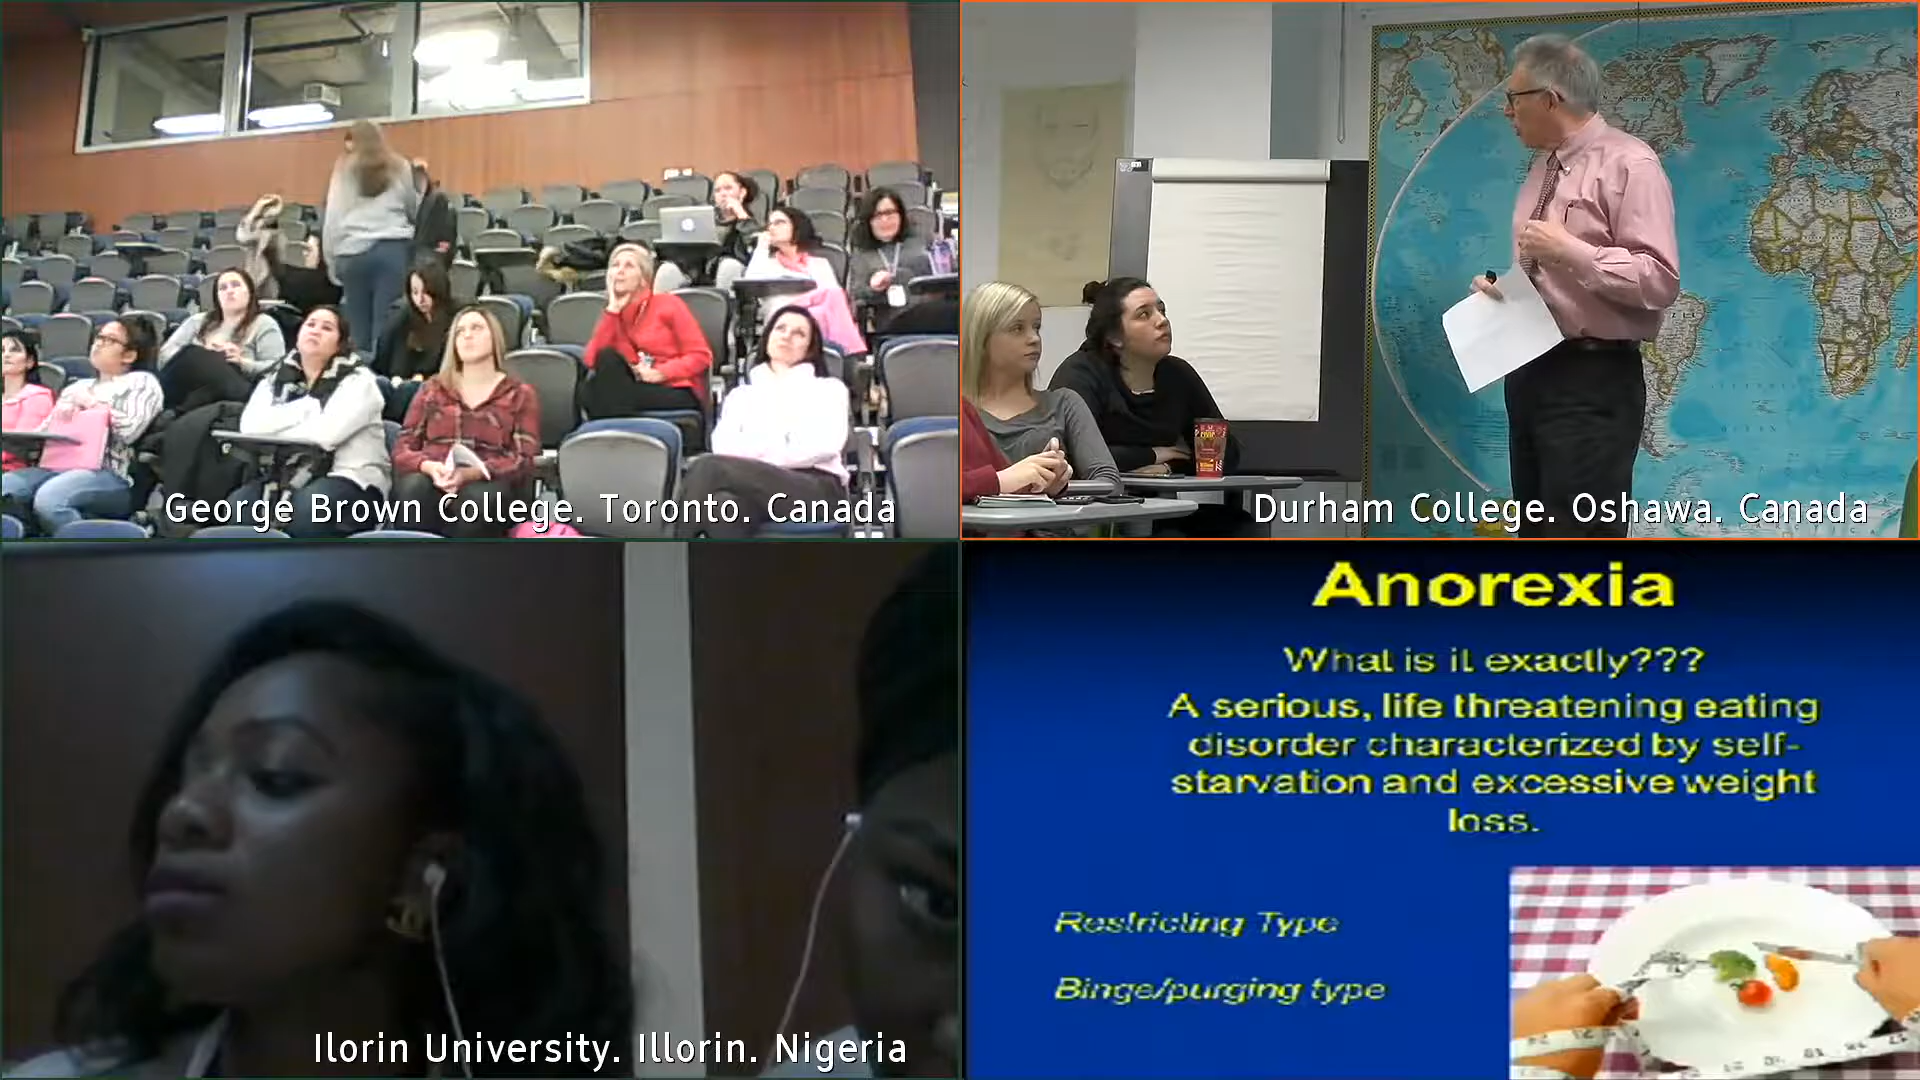 George Brown College. Toronto. Canada
Durham College. Oshawa. Canada
Ilorin University. Illorin. Nigeria
Anorexia
What is it exactly???
A serious, life threatening eating
disorder characterized by self-
starvation and excessive weight
loss.
Restricting Type
Binge/purging type